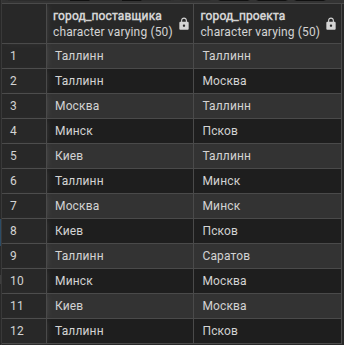 город_поставщика город_проекта
character varying (50) character varying (50)
1 Таллинн Таллинн
2 Таллинн Москва
3 Москва Таллинн
4 Минск Псков
5 Киев Таллинн
6 Таллинн Минск
7 Москва Минск
8 Киев Псков
9 Таллинн Саратов
10 Минск Москва
11 Киев Москва
12 Таллинн Псков